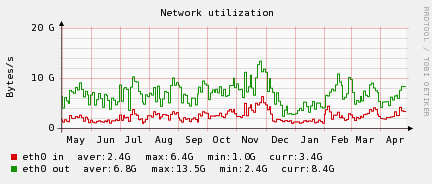 Network utilization
RRDTOOL / TOBI OETIKER
Bytes/s
20 G
10 G
0
May Jun Jul Aug Sep Oct Nov Dec Jan Feb Mar Apr
eth0 in aver:2.4G max:6.4G min:1.0G curr:3.4G
eth0 out aver:6.8G max:13.5G min:2.4G curr:8.4G